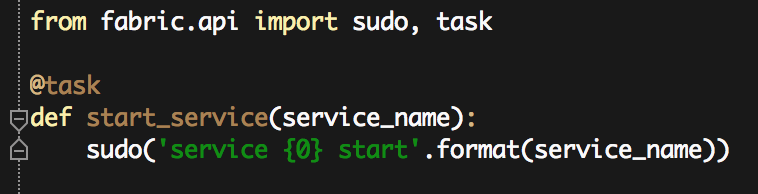 from fabric.api import sudo, task
@task
def start_service(service_name):
    sudo('service {0} start'.format(service_name))